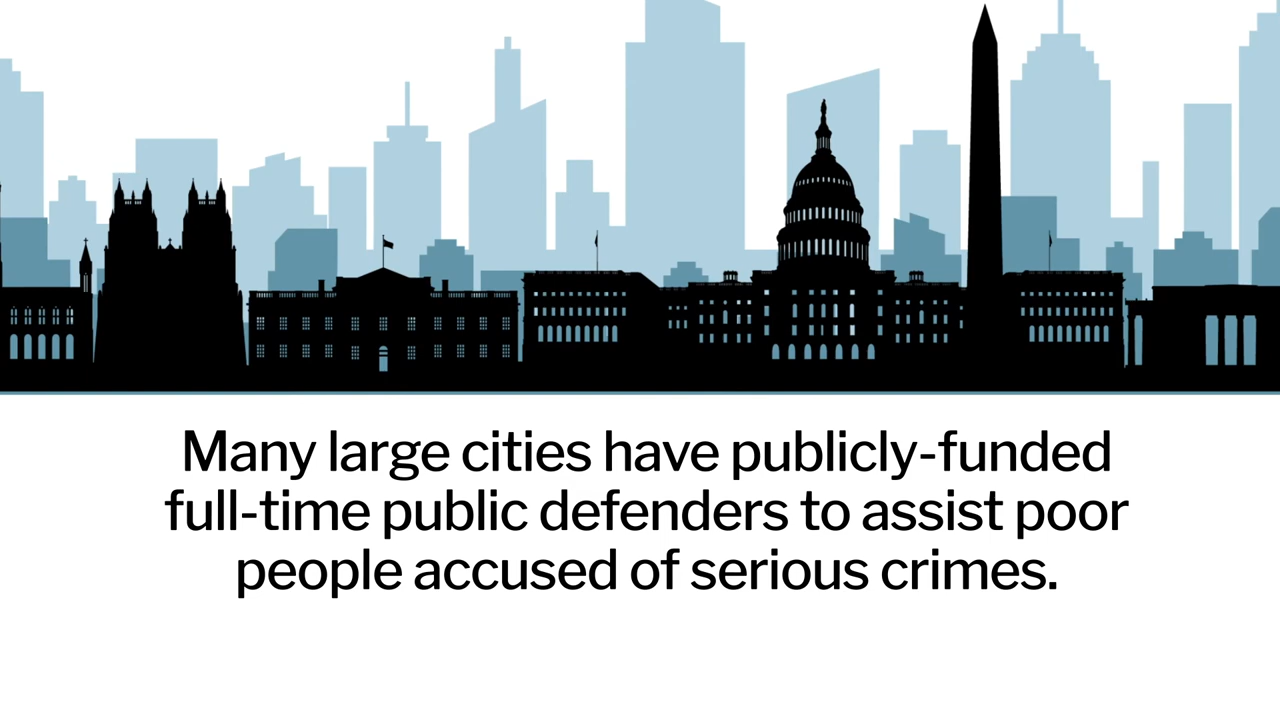 Many large cities have publicly-funded
full-time public defenders to assist poor
people accused of serious crimes.